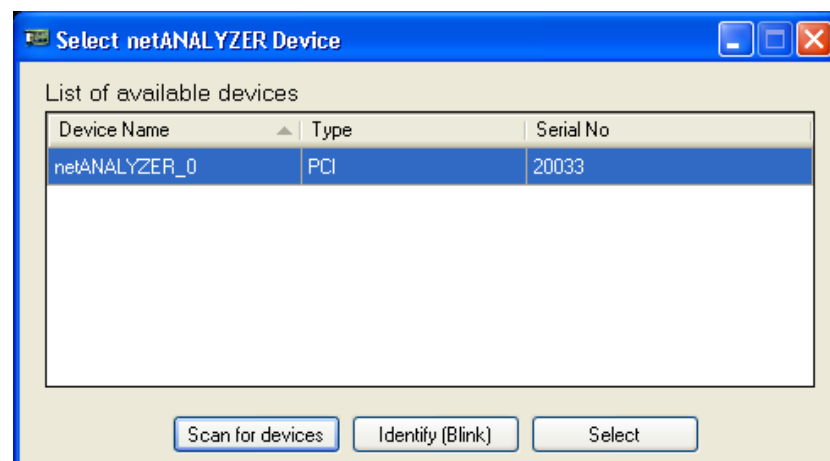 Select netANALYZER Device
List of available devices
Device Name Type Serial No
netANALYZER_0 PCI 20033
Scan for devices Identify (Blink) Select